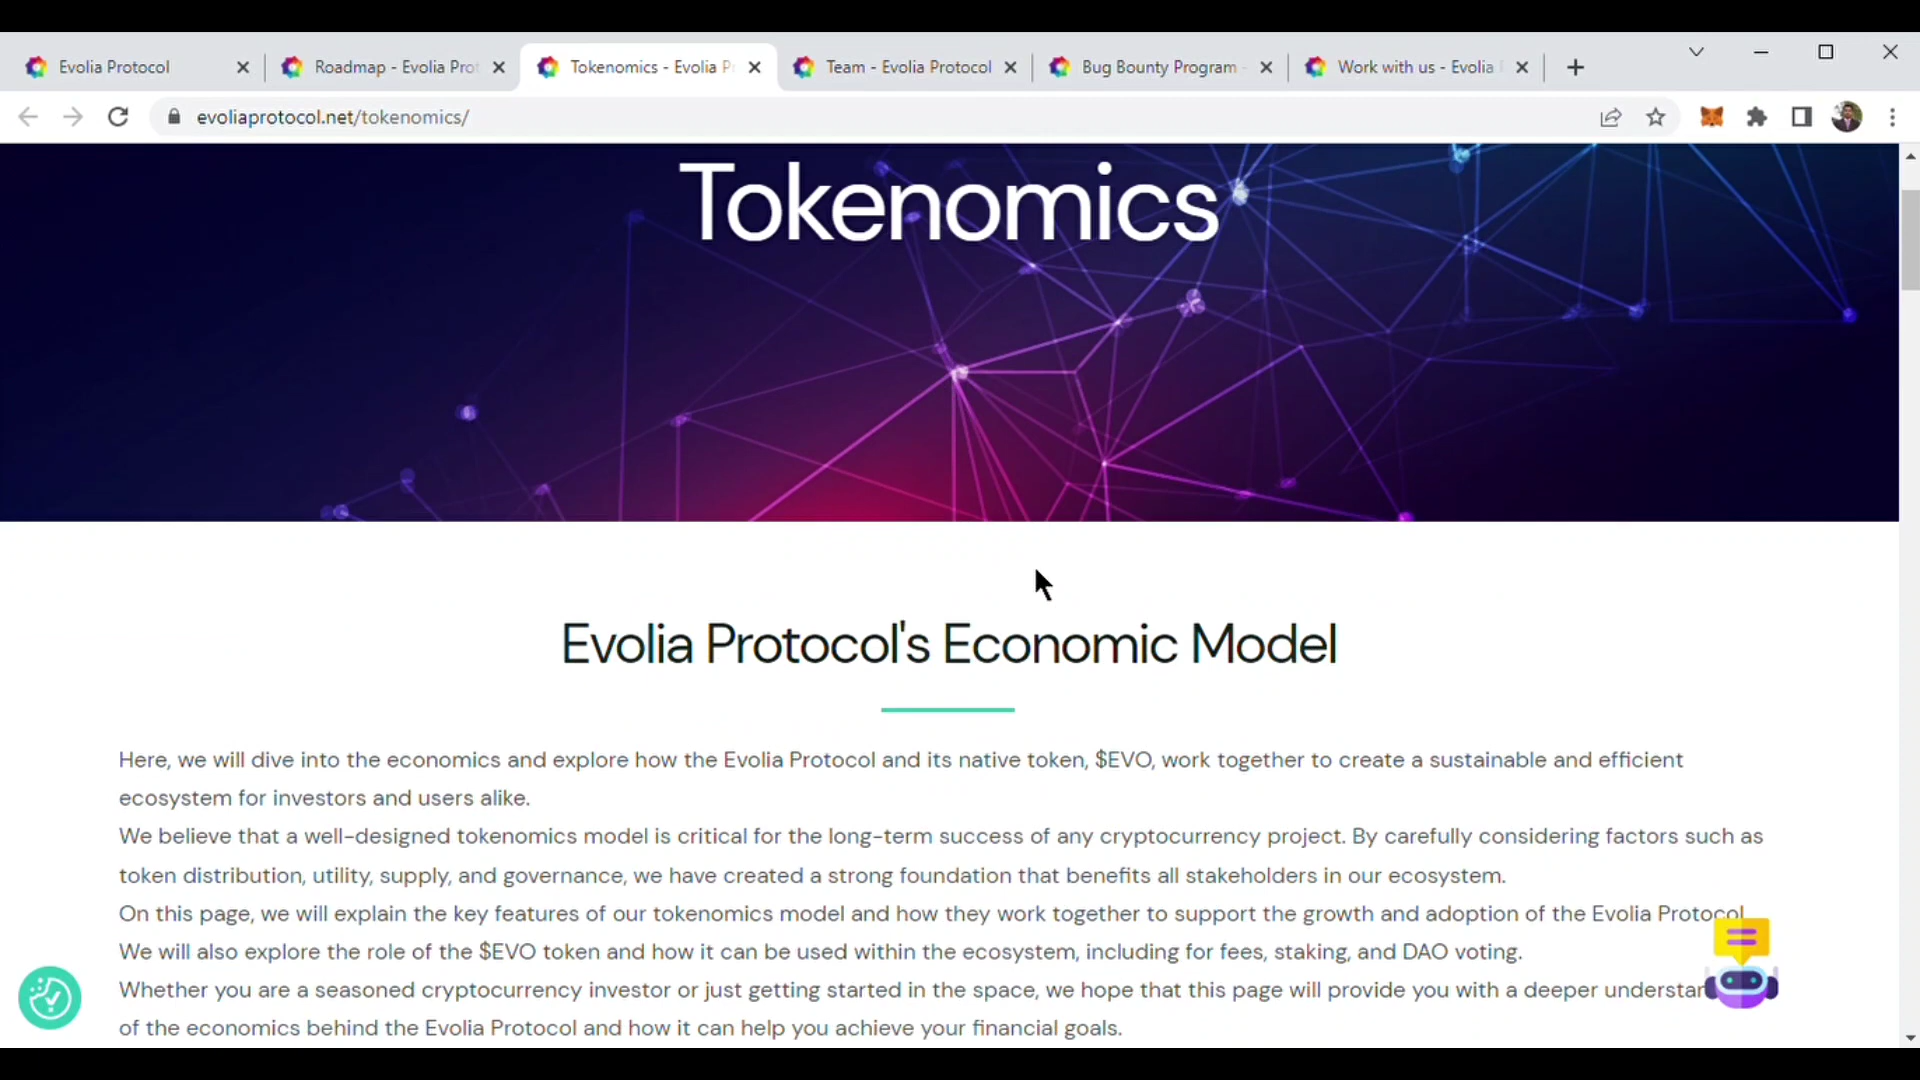 Evolia Protocol
Roadmap - Evolia Pro
Tokenomics - Evolia P
Team - Evolia Protocol
Bug Bounty Program -
Work with us - Evolia
evoliaprotocol.net/tokenomics/
Tokenomics
Evolia Protocol's Economic Model
Here, we will dive into the economics and explore how the Evolia Protocol and its native token, $EVO, work together to create a sustainable and efficient
ecosystem for investors and users alike.
We believe that a well-designed tokenomics model is critical for the long-term success of any cryptocurrency project. By carefully considering factors such as
token distribution, utility, supply, and governance, we have created a strong foundation that benefits all stakeholders in our ecosystem.
On this page, we will explain the key features of our tokenomics model and how they work together to support the growth and adoption of the Evolia Protocol
We will also explore the role of the $EVO token and how it can be used within the ecosystem, including for fees, staking, and DAO voting.
Whether you are a seasoned cryptocurrency investor or just getting started in the space, we hope that this page will provide you with a deeper understan
of the economics behind the Evolia Protocol and how it can help you achieve your financial goals.